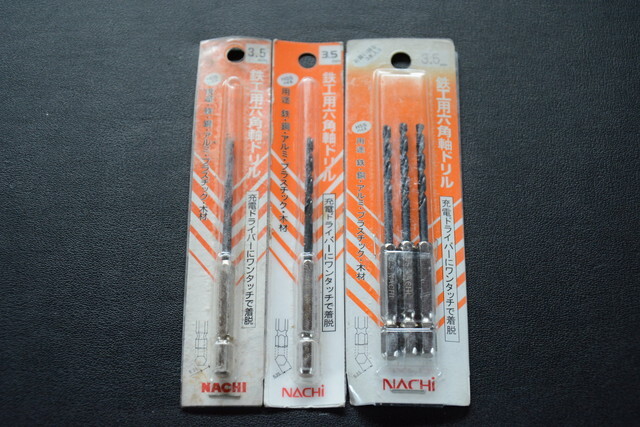 3.5
鉄工用六角軸ドリル
用途 鉄・銅・アルミ・プラスチック・木材
充電ドライバーにワンタッチで着脱
NACHI
3.5
鉄工用六角軸ドリル
用途 鉄・銅・アルミ・プラスチック・木材
充電ドライバーにワンタッチで着脱
NACHi
3.5
鉄工用六角軸ドリル
用途 鉄・銅・アルミ・プラスチック・木材
充電ドライバーにワンタッチで着脱
NACHi